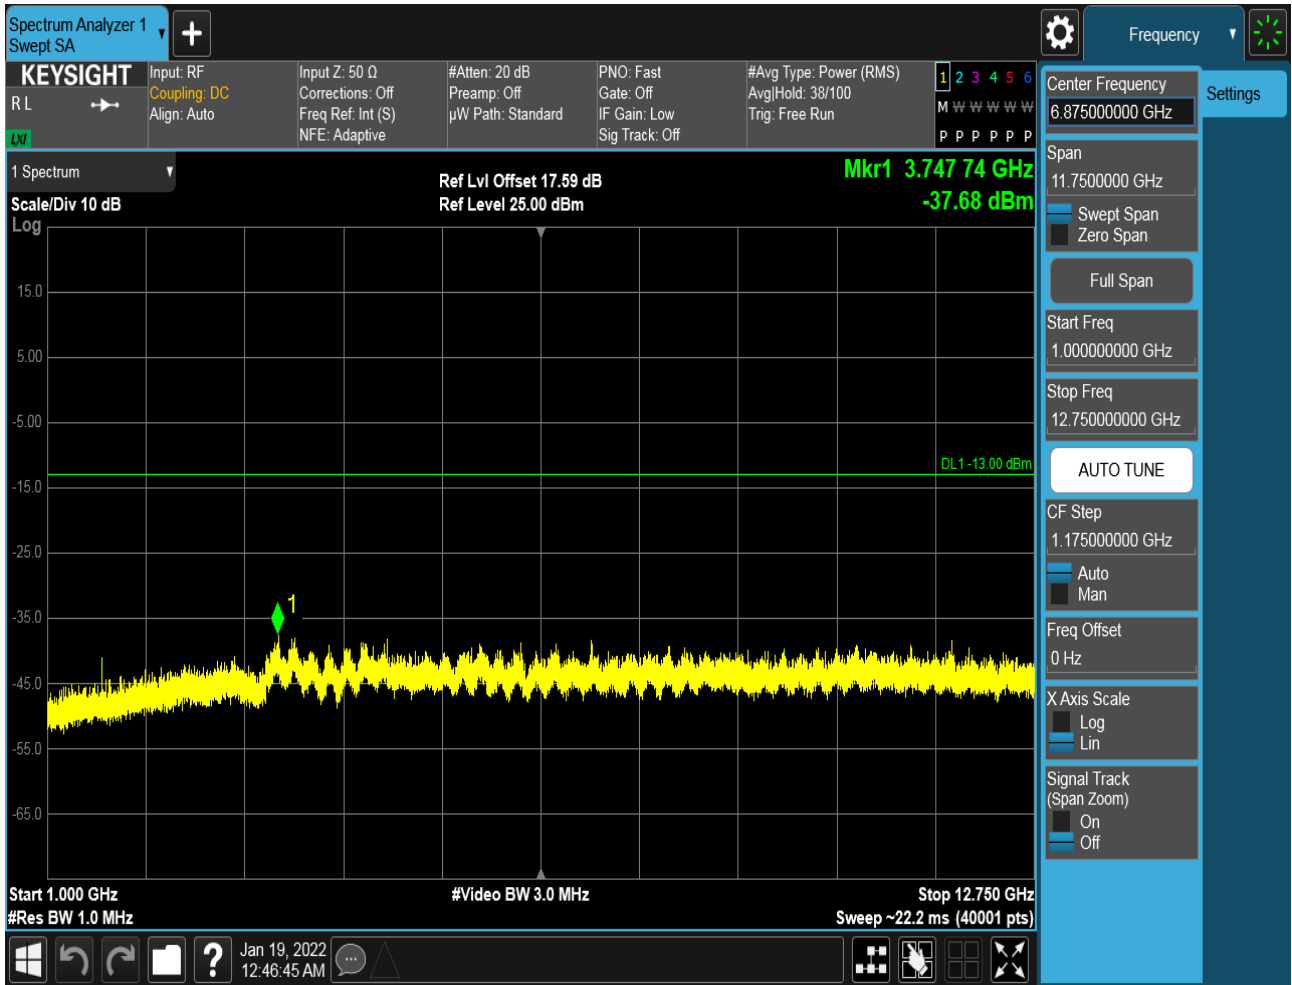 Spectrum Analyzer 1
Swept SA
Frequency
KEYSIGHT
R L
LXI
Input: RF
Coupling: DC
Align: Auto
Input Z: 50 Ω
Corrections: Off
Freq Ref: Int (S)
NFE: Adaptive
#Atten: 20 dB
Preamp: Off
µW Path: Standard
PNO: Fast
Gate: Off
IF Gain: Low
Sig Track: Off
#Avg Type: Power (RMS)
Avg|Hold: 38/100
Trig: Free Run
1 2 3 4 5 6
M W W W W W
P P P P P P
1 Spectrum
Scale/Div 10 dB
Log
Ref Lvl Offset 17.59 dB
Ref Level 25.00 dBm
Mkr1 3.747 74 GHz
-37.68 dBm
15.0
5.00
-5.00
DL1 -13.00 dBm
-15.0
-25.0
1
-35.0
-45.0
-55.0
-65.0
Start 1.000 GHz
#Res BW 1.0 MHz
#Video BW 3.0 MHz
Stop 12.750 GHz
Sweep ~22.2 ms (40001 pts)
Center Frequency
6.875000000 GHz
Settings
Span
11.7500000 GHz
Swept Span
Zero Span
Full Span
Start Freq
1.000000000 GHz
Stop Freq
12.750000000 GHz
AUTO TUNE
CF Step
1.175000000 GHz
Auto
Man
Freq Offset
0 Hz
X Axis Scale
Log
Lin
Signal Track
(Span Zoom)
On
Off
?
Jan 19, 2022
12:46:45 AM